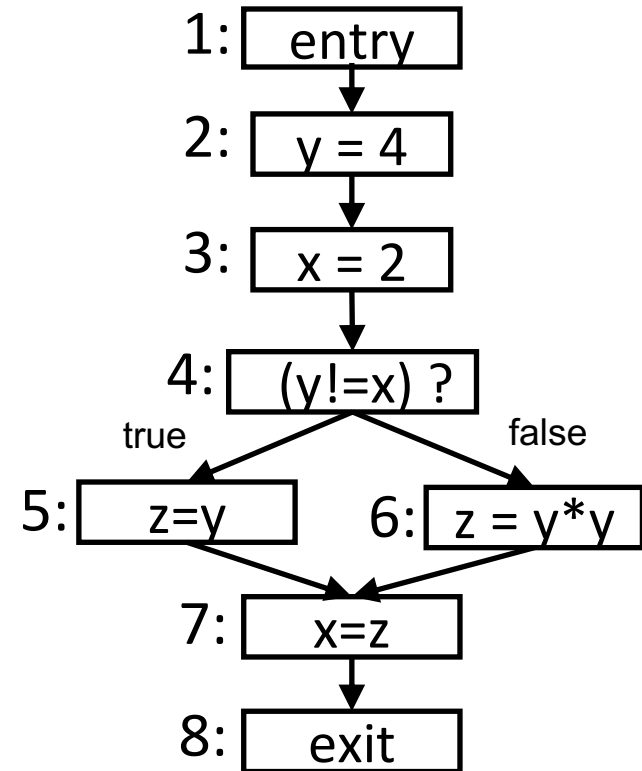 1: entry
2: y = 4
3: x = 2
4: (y!=x) ?
true false
5: z=y 6: z = y*y
7: x=z
8: exit